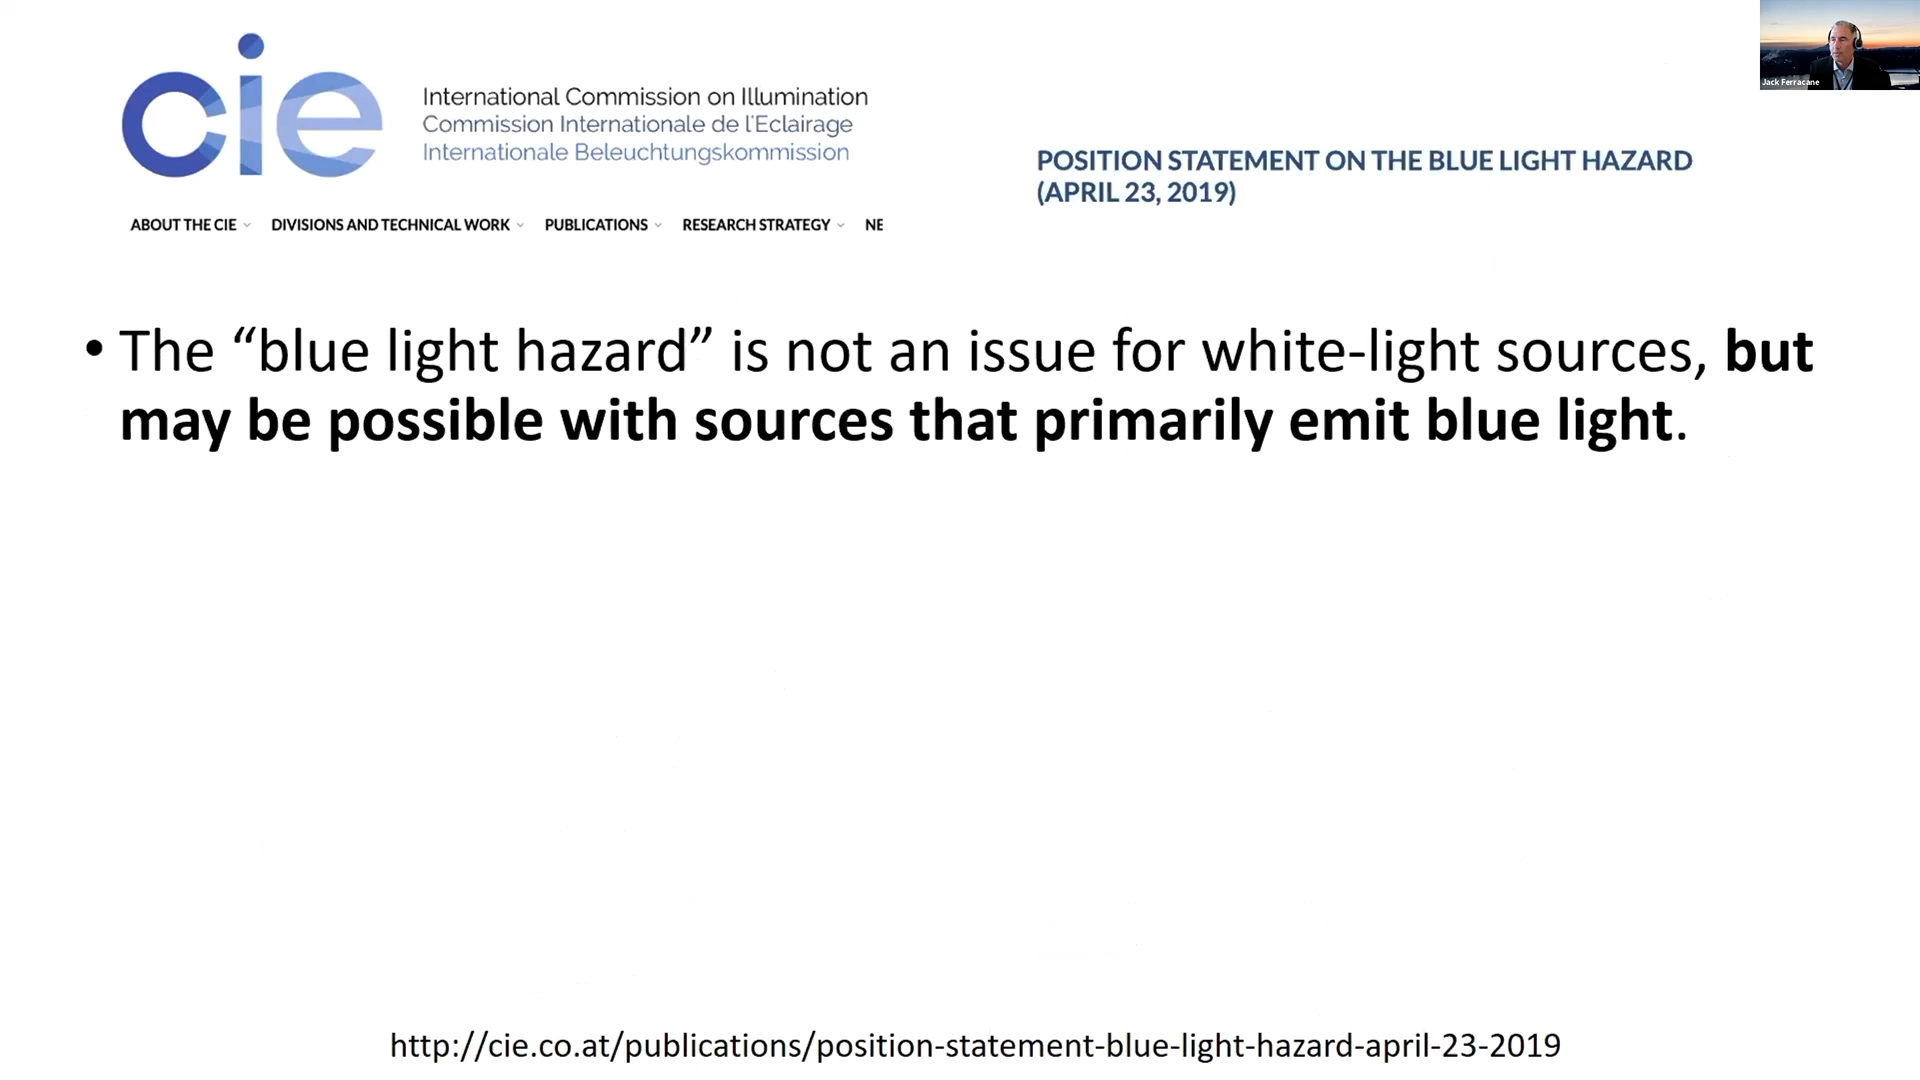 cie
International Commission on Illumination
Commission Internationale de l'Eclairage
Internationale Beleuchtungskommission
ABOUT THE CIE DIVISIONS AND TECHNICAL WORK PUBLICATIONS RESEARCH STRATEGY NE
Jack Ferracane
POSITION STATEMENT ON THE BLUE LIGHT HAZARD
(APRIL 23, 2019)
• The “blue light hazard” is not an issue for white-light sources, but
may be possible with sources that primarily emit blue light.
http://cie.co.at/publications/position-statement-blue-light-hazard-april-23-2019